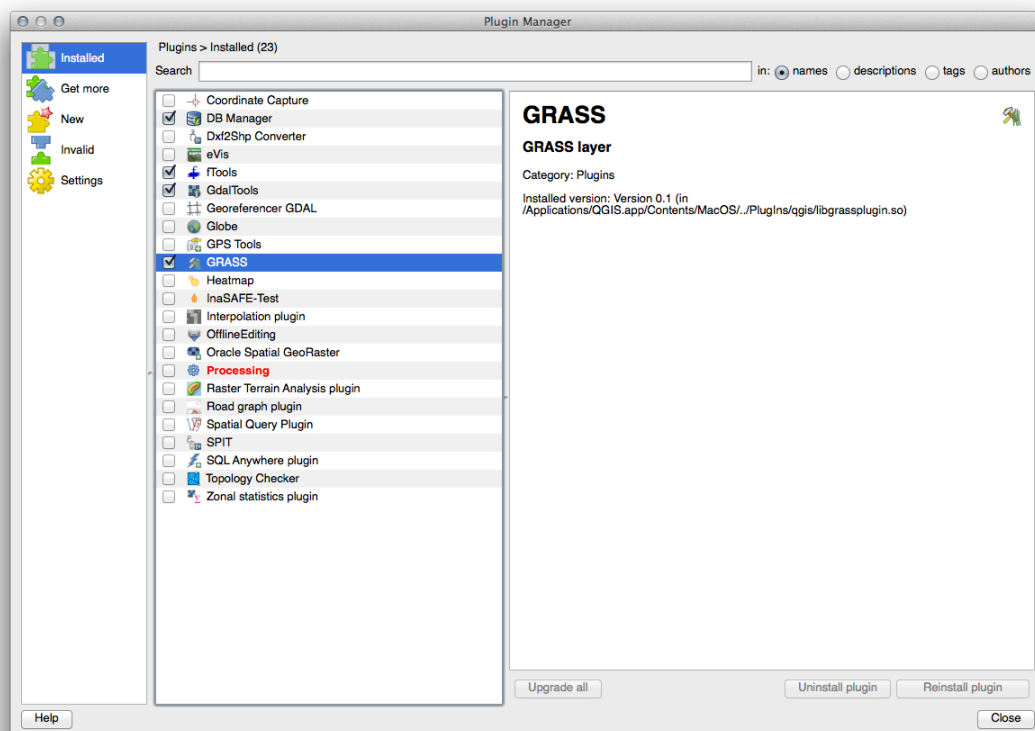 Plugin Manager
Installed
Get more
New
Invalid
Settings
Plugins > Installed (23)
Search in: names descriptions tags authors
Coordinate Capture
DB Manager
Dxf2Shp Converter
eVis
fTools
GdalTools
Georeferencer GDAL
Globe
GPS Tools
GRASS
Heatmap
InaSAFE-Test
Interpolation plugin
OfflineEditing
Oracle Spatial GeoRaster
Processing
Raster Terrain Analysis plugin
Road graph plugin
Spatial Query Plugin
SPIT
SQL Anywhere plugin
Topology Checker
Zonal statistics plugin
GRASS
GRASS layer
Category: Plugins
Installed version: Version 0.1 (in
/Applications/QGIS.app/Contents/MacOS/../PlugIns/qgis/libgrassplugin.so)
Upgrade all Uninstall plugin Reinstall plugin
Help Close